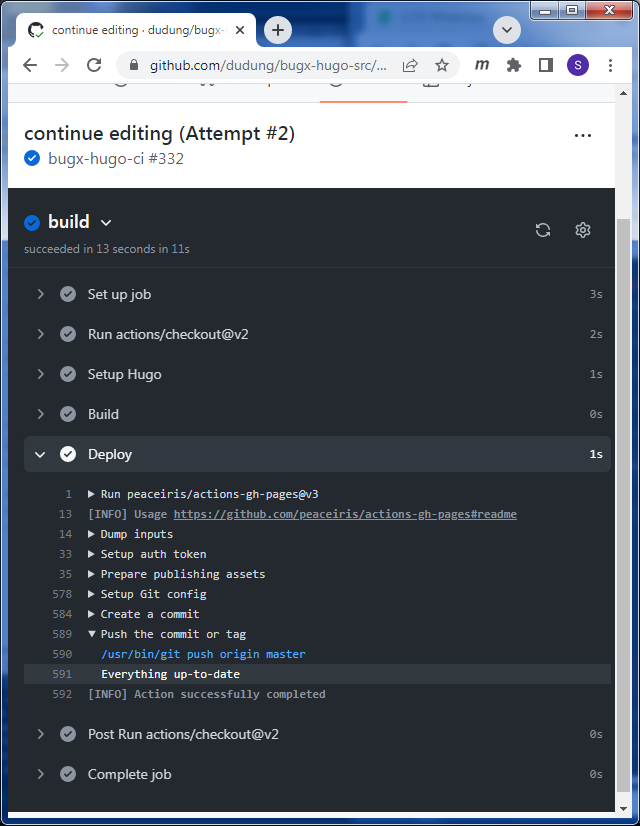 continue editing · dudung/bugx-
github.com/dudung/bugx-hugo-src/...
m
S
continue editing (Attempt #2)
bugx-hugo-ci #332
build
succeeded in 13 seconds in 11s
Set up job 3s
Run actions/checkout@v2 2s
Setup Hugo 1s
Build 0s
Deploy 1s
1 Run peaceiris/actions-gh-pages@v3
13 [INFO] Usage https://github.com/peaceiris/actions-gh-pages#readme
14 Dump inputs
33 Setup auth token
35 Prepare publishing assets
578 Setup Git config
584 Create a commit
589 Push the commit or tag
590 /usr/bin/git push origin master
591 Everything up-to-date
592 [INFO] Action successfully completed
Post Run actions/checkout@v2 0s
Complete job 0s